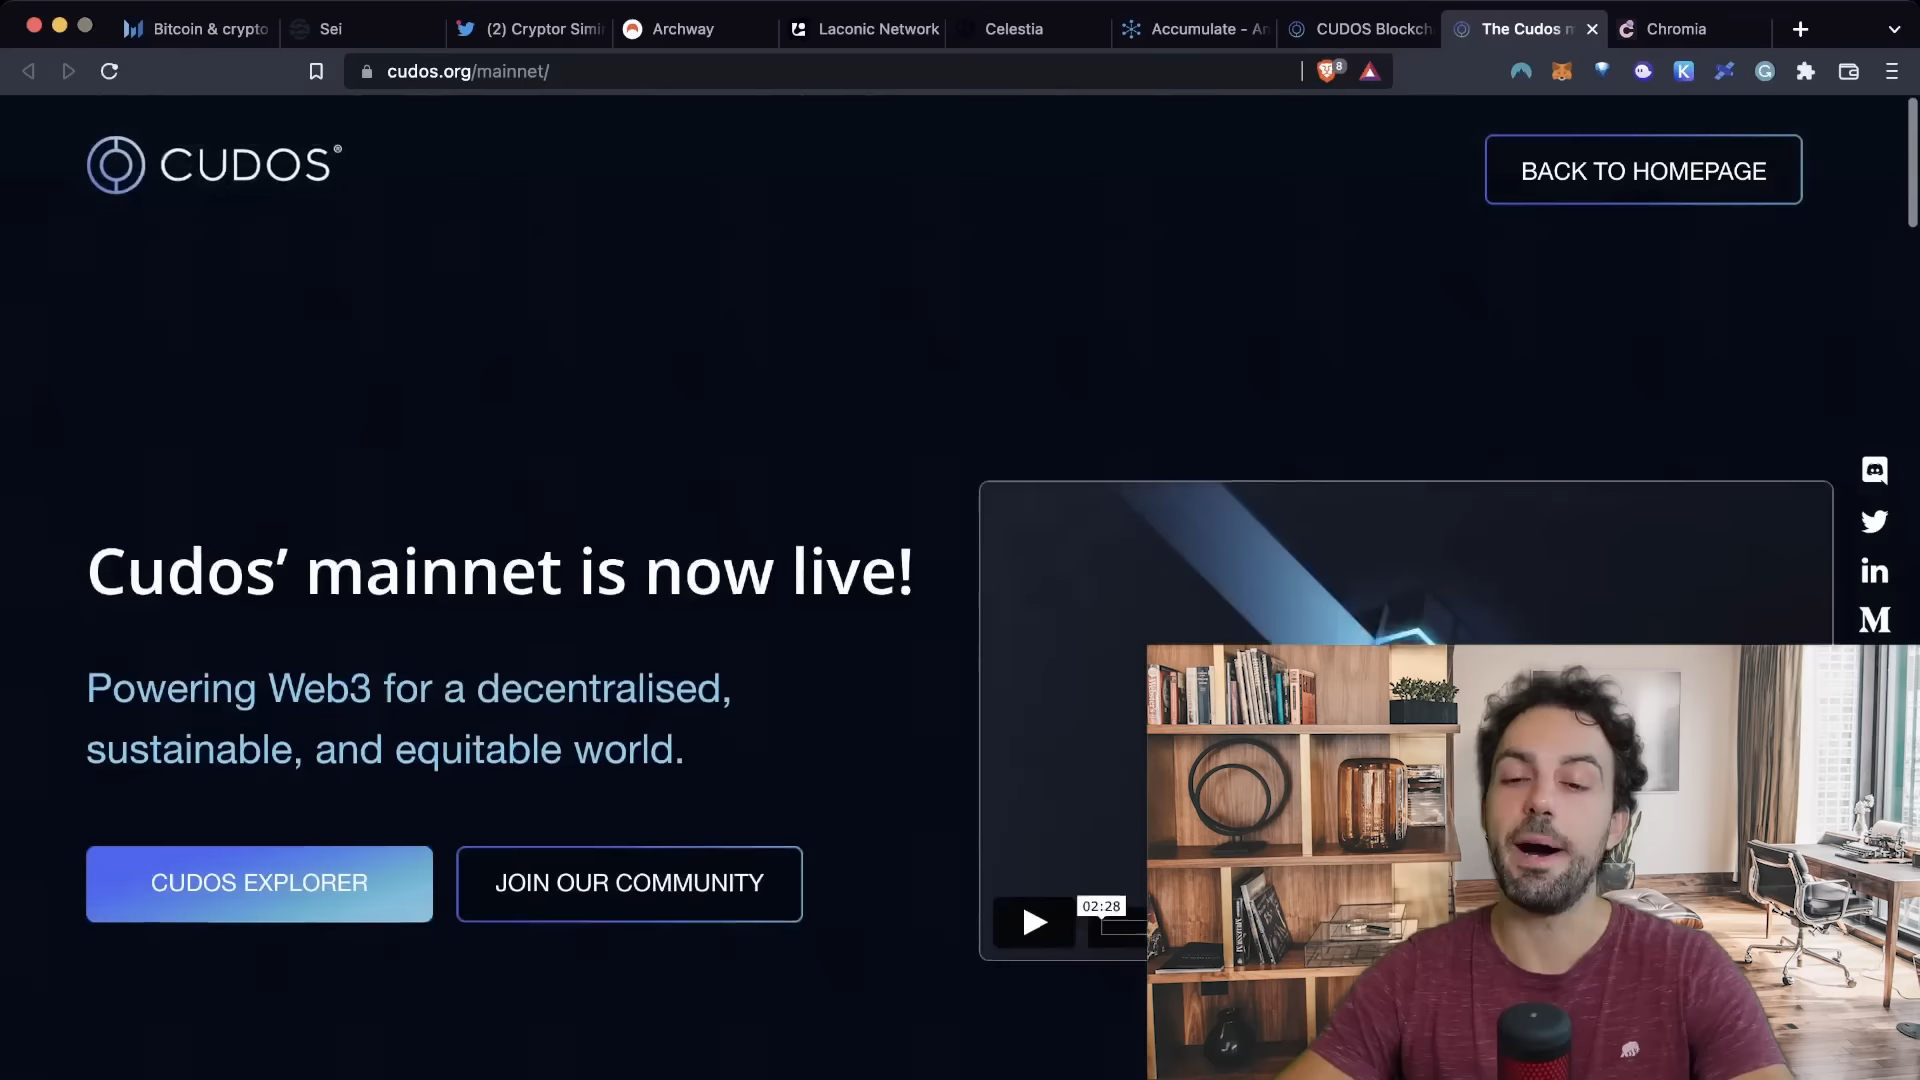 Bitcoin & crypto
Sei
(2) Cryptor Simi
Archway
Laconic Network
Celestia
Accumulate - An
CUDOS Blockch
The Cudos m
Chromia
cudos.org/mainnet/
8
CUDOS®
BACK TO HOMEPAGE
Cudos’ mainnet is now live!
Powering Web3 for a decentralised,
sustainable, and equitable world.
CUDOS EXPLORER
JOIN OUR COMMUNITY
02:28